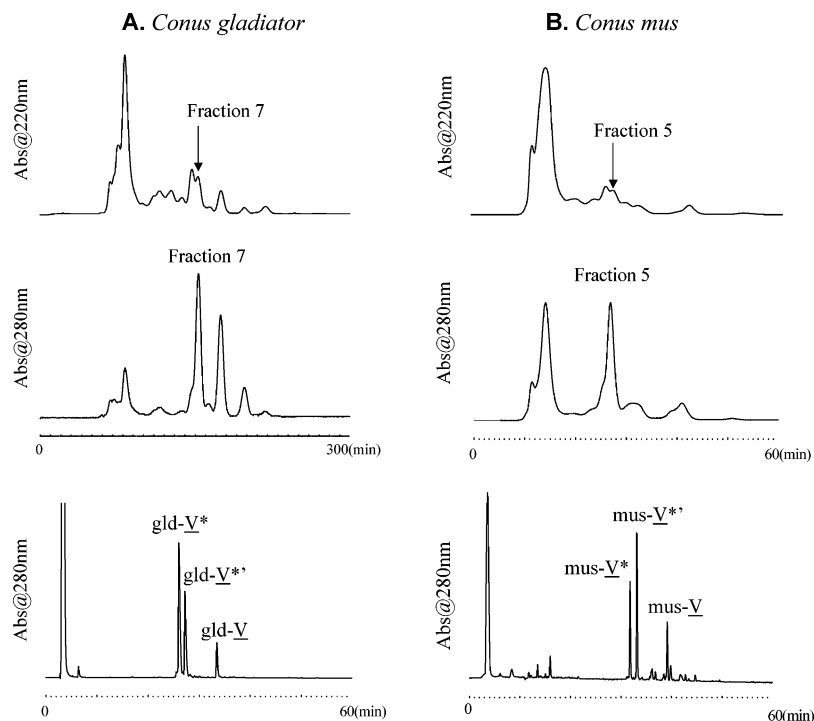 A. Conus gladiator
Abs@220nm
Fraction 7
Fraction 7
Abs@280nm
0 300(min)
gld-V*
gld-V*'
gld-V
Abs@280nm
0 60(min)
B. Conus mus
Abs@220nm
Fraction 5
Fraction 5
Abs@280nm
0 60(min)
mus-V*'
mus-V*
mus-V
Abs@280nm
0 60(min)